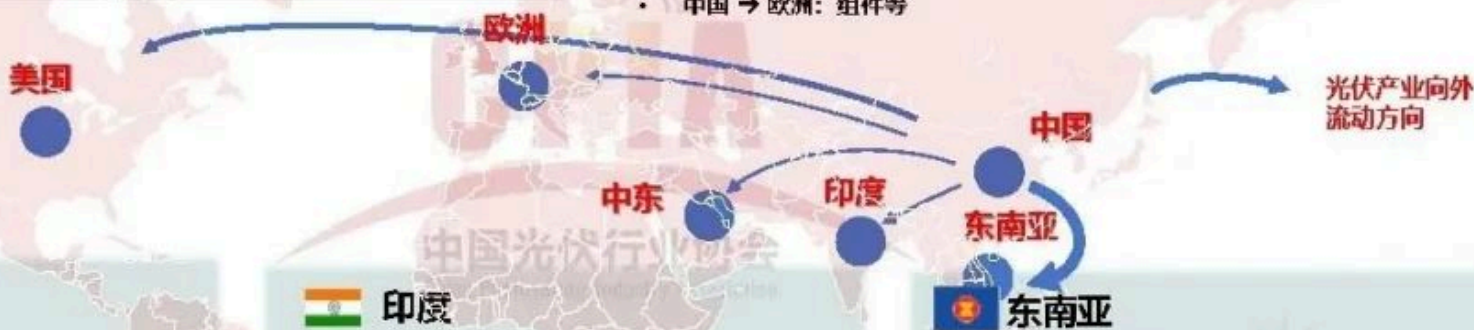 • 中国 → 欧洲：组件等
欧洲
美国
光伏产业向外
流动方向
中国
中东
印度
东南亚
CPIA
中国光伏行业协会
印度
东南亚